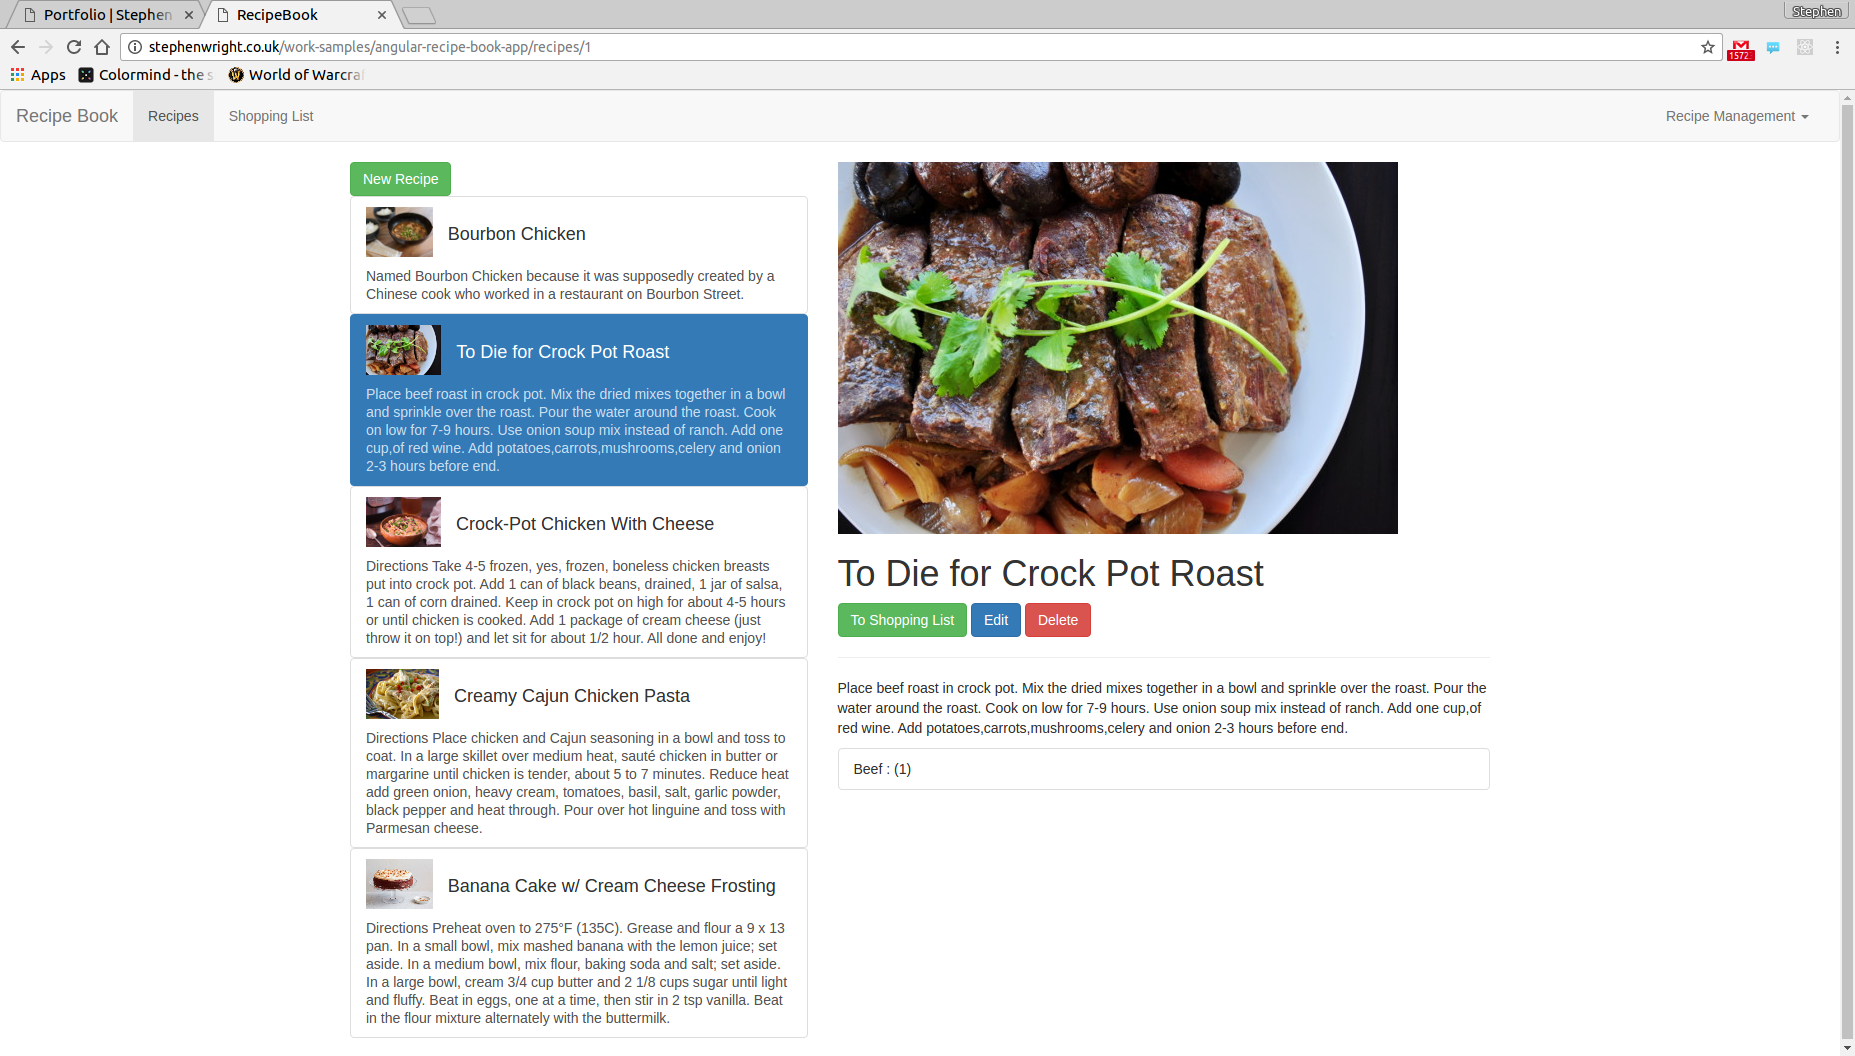 Portfolio | Stephen
RecipeBook
Stephen
stephenwright.co.uk/work-samples/angular-recipe-book-app/recipes/1
1572
Apps
Colormind - the s
World of Warcraf
Recipe Book
Recipes
Shopping List
Recipe Management
New Recipe
Bourbon Chicken
Named Bourbon Chicken because it was supposedly created by a
Chinese cook who worked in a restaurant on Bourbon Street.
To Die for Crock Pot Roast
Place beef roast in crock pot. Mix the dried mixes together in a bowl
and sprinkle over the roast. Pour the water around the roast. Cook
on low for 7-9 hours. Use onion soup mix instead of ranch. Add one
cup,of red wine. Add potatoes,carrots,mushrooms,celery and onion
2-3 hours before end.
Crock-Pot Chicken With Cheese
Directions Take 4-5 frozen, yes, frozen, boneless chicken breasts
put into crock pot. Add 1 can of black beans, drained, 1 jar of salsa,
1 can of corn drained. Keep in crock pot on high for about 4-5 hours
or until chicken is cooked. Add 1 package of cream cheese (just
throw it on top!) and let sit for about 1/2 hour. All done and enjoy!
Creamy Cajun Chicken Pasta
Directions Place chicken and Cajun seasoning in a bowl and toss to
coat. In a large skillet over medium heat, sauté chicken in butter or
margarine until chicken is tender, about 5 to 7 minutes. Reduce heat
add green onion, heavy cream, tomatoes, basil, salt, garlic powder,
black pepper and heat through. Pour over hot linguine and toss with
Parmesan cheese.
Banana Cake w/ Cream Cheese Frosting
Directions Preheat oven to 275°F (135C). Grease and flour a 9 x 13
pan. In a small bowl, mix mashed banana with the lemon juice; set
aside. In a medium bowl, mix flour, baking soda and salt; set aside.
In a large bowl, cream 3/4 cup butter and 2 1/8 cups sugar until light
and fluffy. Beat in eggs, one at a time, then stir in 2 tsp vanilla. Beat
in the flour mixture alternately with the buttermilk.
To Die for Crock Pot Roast
To Shopping List
Edit
Delete
Place beef roast in crock pot. Mix the dried mixes together in a bowl and sprinkle over the roast. Pour the
water around the roast. Cook on low for 7-9 hours. Use onion soup mix instead of ranch. Add one cup,of
red wine. Add potatoes,carrots,mushrooms,celery and onion 2-3 hours before end.
Beef : (1)